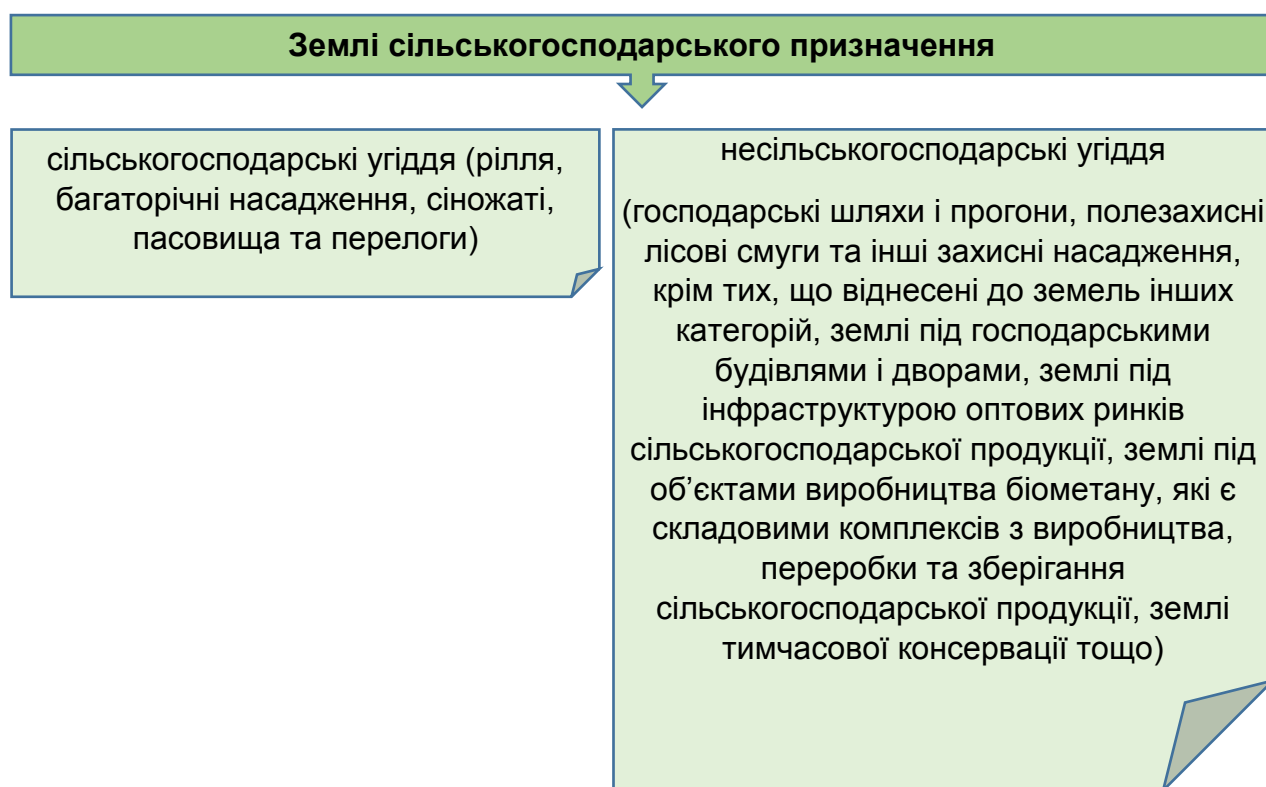 Землі сільськогосподарського призначення
сільськогосподарські угіддя (рілля,
багаторічні насадження, сіножаті,
пасовища та перелоги)
несільськогосподарські угіддя
(господарські шляхи і прогони, полезахисні
лісові смуги та інші захисні насадження,
крім тих, що віднесені до земель інших
категорій, землі під господарськими
будівлями і дворами, землі під
інфраструктурою оптових ринків
сільськогосподарської продукції, землі під
об’єктами виробництва біометану, які є
складовими комплексів з виробництва,
переробки та зберігання
сільськогосподарської продукції, землі
тимчасової консервації тощо)